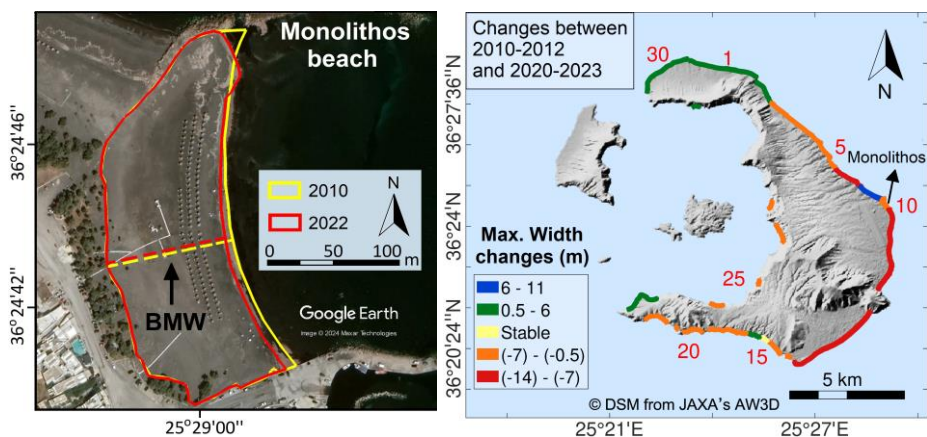 Monolithos
beach
36°24'46"
36°24'42"
2010
2022
N
0 50 100
m
BMW
Google Earth
Image © 2024 Maxar Technologies
25°29'00"
Changes between
2010-2012
and 2020-2023
30
1
N
36°27'36"
5
Monolithos
10
36°24'
Max. Width
changes (m)
6 - 11
0.5 - 6
Stable
(-7) - (-0.5)
(-14) - (-7)
25
20
15
36°20'24"
5 km
© DSM from JAXA's AW3D
25°21'E
25°27'E